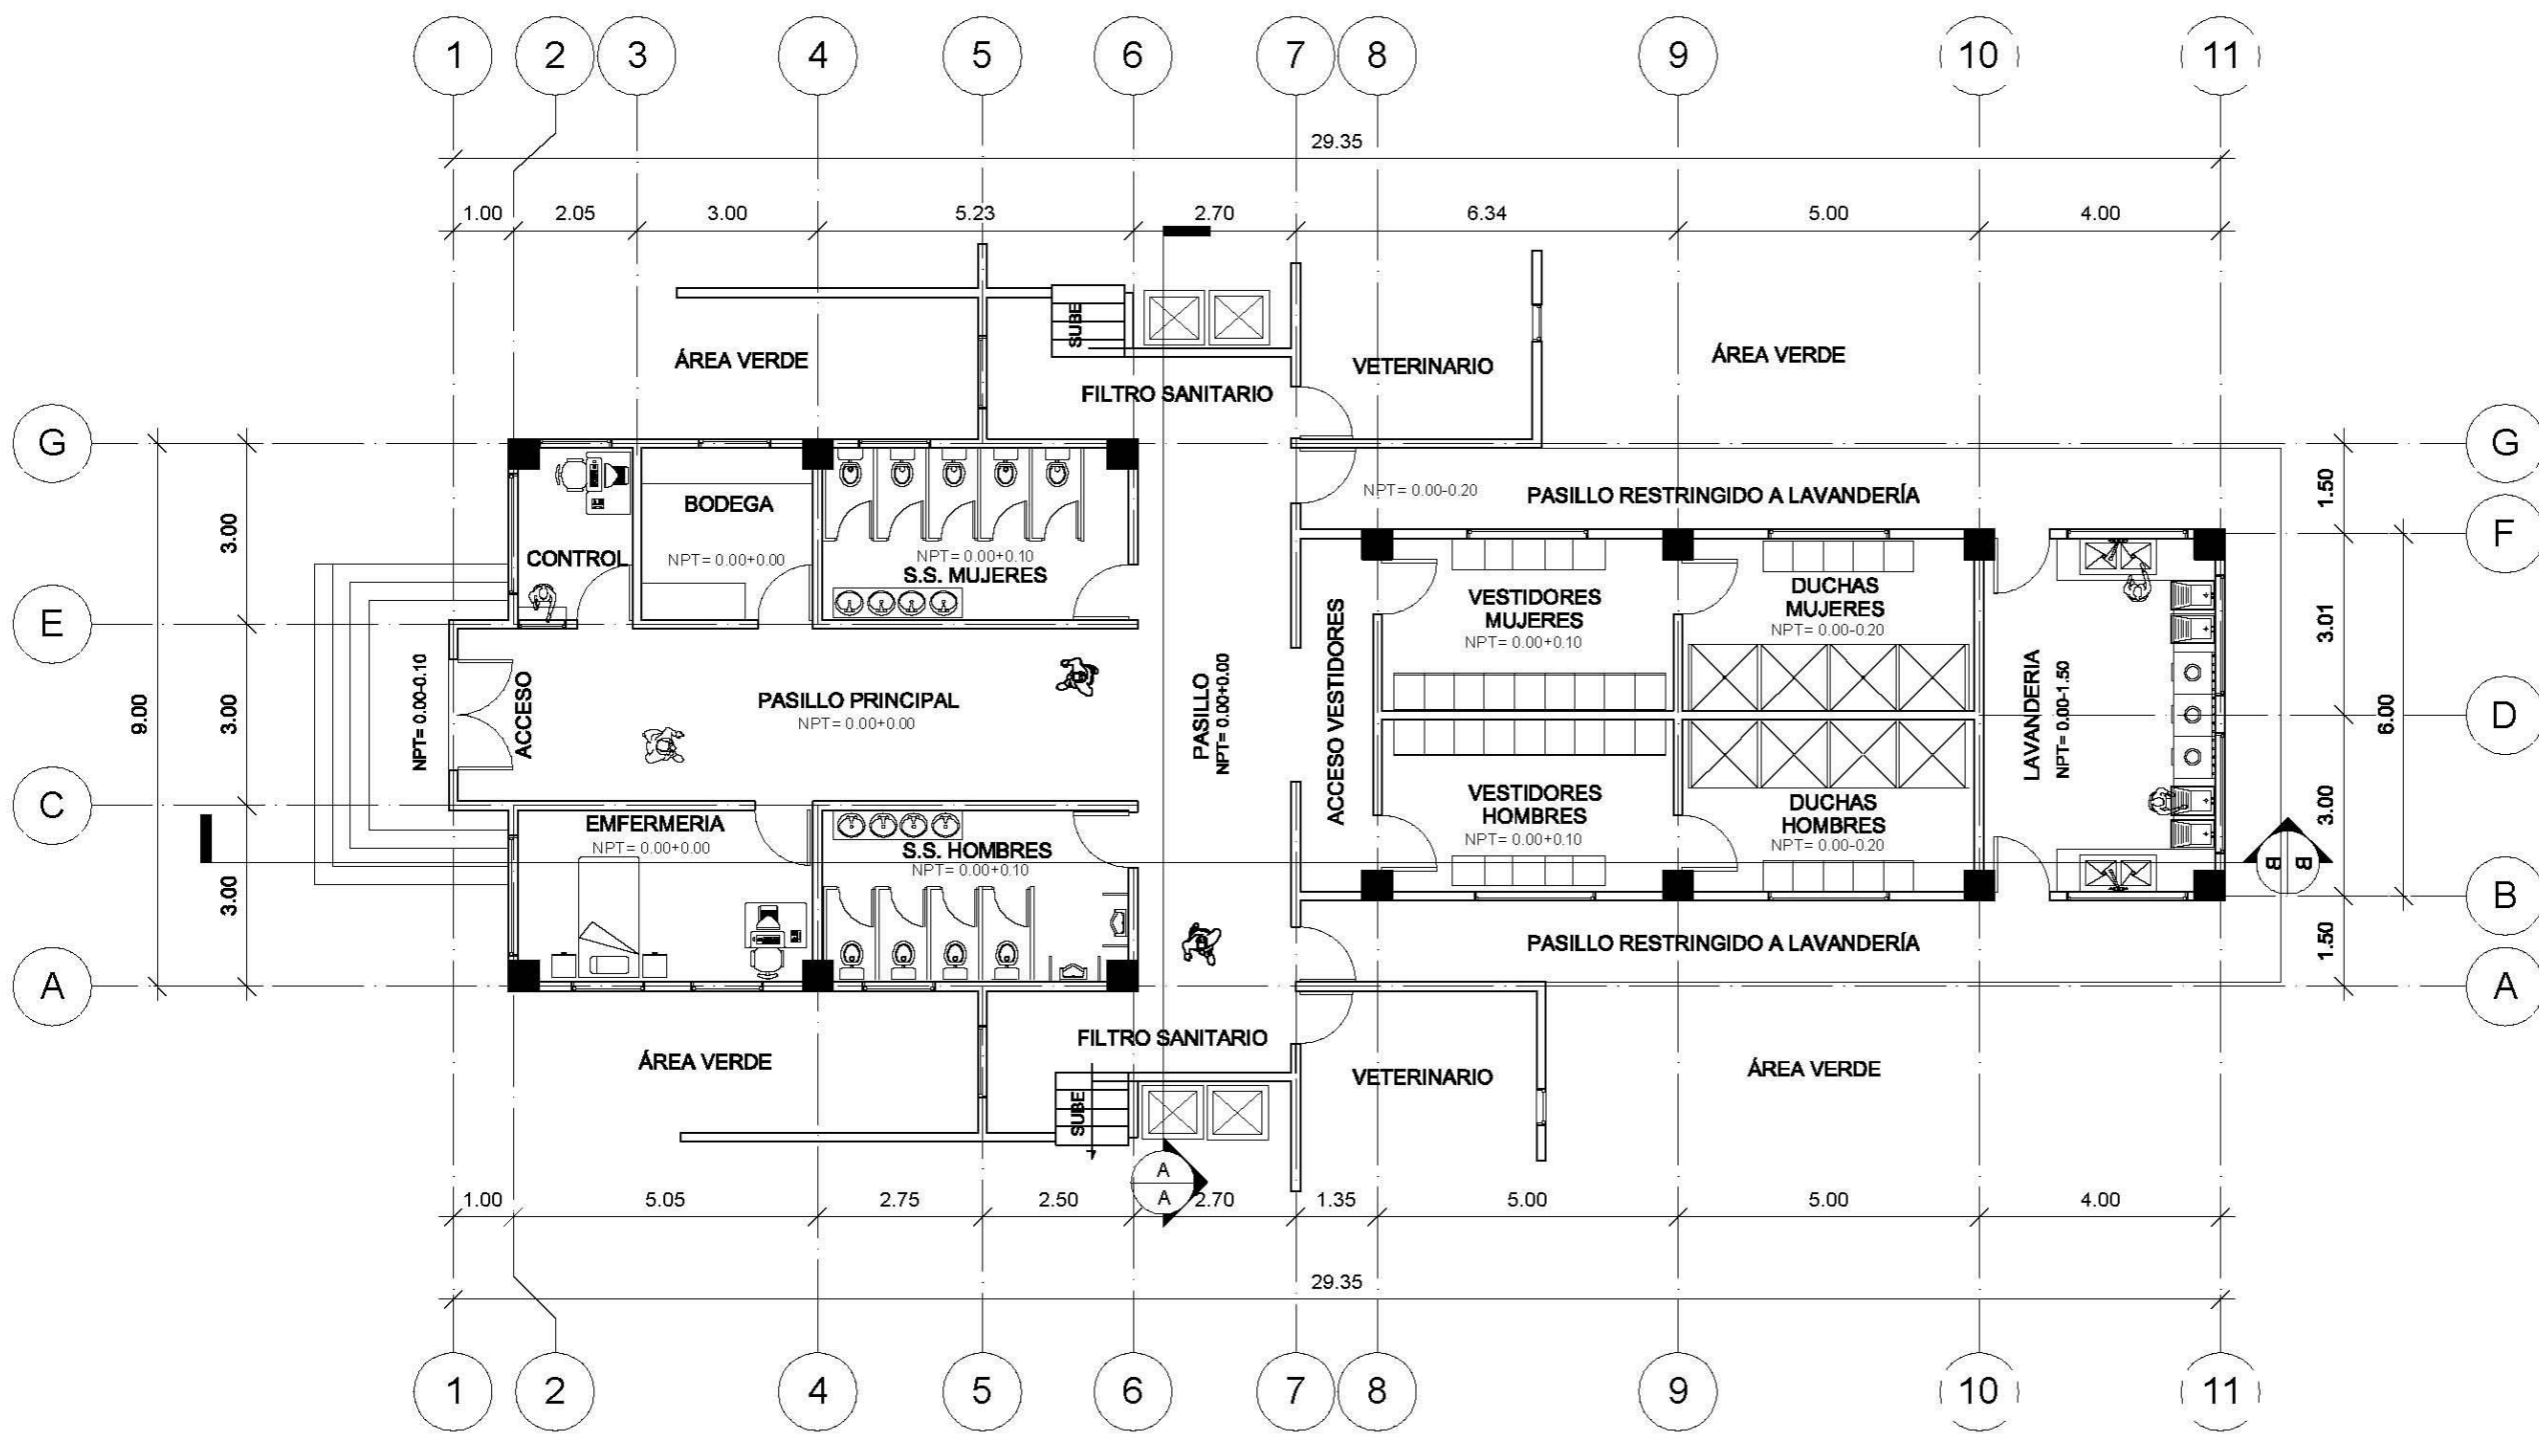 1 2 3 4 5 6 7 8 9 10 11
29.35
1.00 2.05 3.00 5.23 2.70 6.34 5.00 4.00
SUBE
ÁREA VERDE
VETERINARIO
ÁREA VERDE
FILTRO SANITARIO
G
G
NPT= 0.00-0.20
PASILLO RESTRINGIDO A LAVANDERÍA
1.50
BODEGA
F
3.00
CONTROL
NPT= 0.00+0.00
NPT= 0.00+0.10
S.S. MUJERES
VESTIDORES
MUJERES
NPT= 0.00+0.10
DUCHAS
MUJERES
NPT= 0.00-0.20
3.01
E
9.00
3.00
NPT= 0.00-0.10
ACCESO
PASILLO PRINCIPAL
NPT= 0.00+0.00
PASILLO
NPT= 0.00+0.00
ACCESO VESTIDORES
LAVANDERIA
NPT= 0.00-1.50
6.00
D
C
EMFERMERIA
NPT= 0.00+0.00
S.S. HOMBRES
NPT= 0.00+0.10
VESTIDORES
HOMBRES
NPT= 0.00+0.10
DUCHAS
HOMBRES
NPT= 0.00-0.20
3.00
B B
B
3.00
PASILLO RESTRINGIDO A LAVANDERÍA
1.50
A
A
FILTRO SANITARIO
ÁREA VERDE
VETERINARIO
ÁREA VERDE
SUBE
A
A
1.00 5.05 2.75 2.50 2.70 1.35 5.00 5.00 4.00
29.35
1 2 4 5 6 7 8 9 10 11